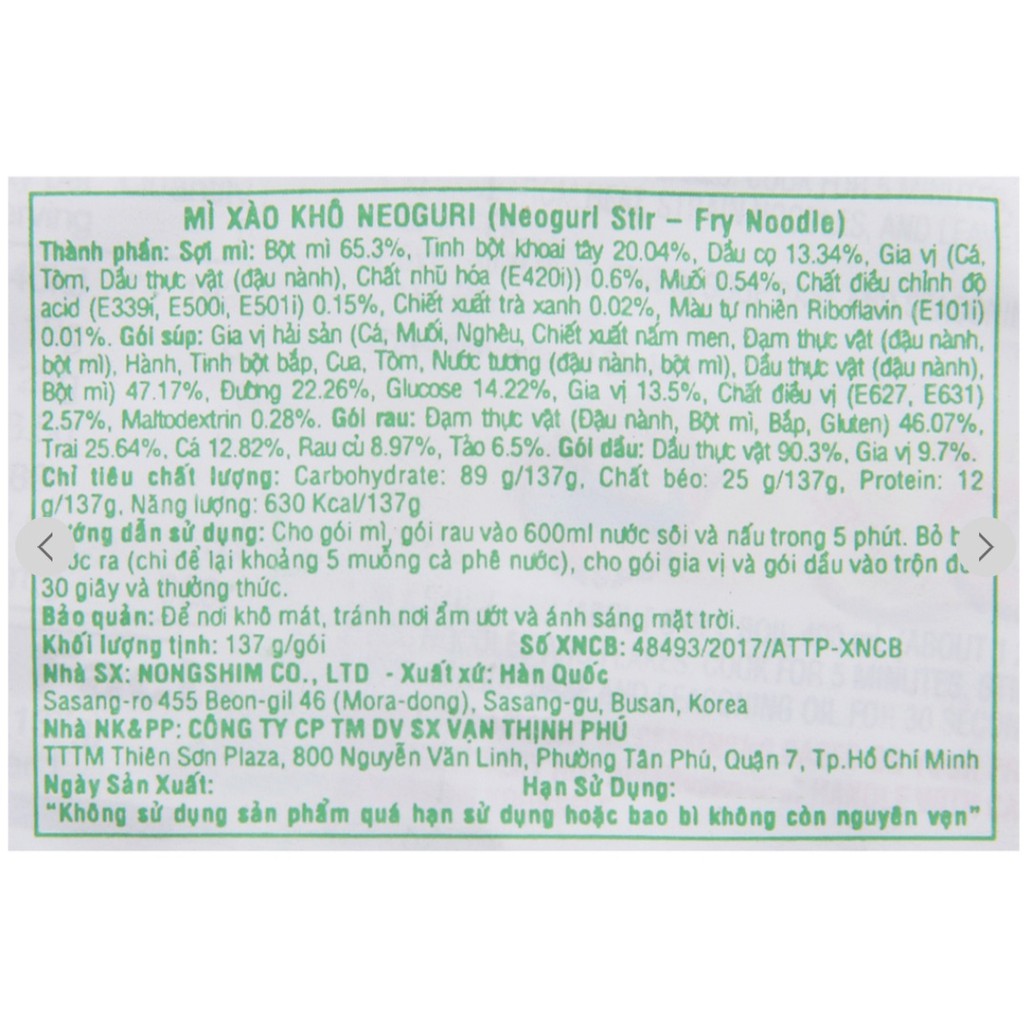 MÌ XÀO KHÔ NEOGURI (Neoguri Stir – Fry Noodle)
Thành phần: Sợi mì: Bột mì 65.3%, Tinh bột khoai tây 20.04%, Dầu cọ 13.34%, Gia vị (Cá,
Tôm, Dầu thực vật (đậu nành), Chất nhũ hóa (E420i)) 0.6%, Muối 0.54%, Chất điều chỉnh độ
acid (E339i, E500i, E501i) 0.15%, Chiết xuất trà xanh 0.02%, Màu tự nhiên Riboflavin (E101i)
0.01%. Gói súp: Gia vị hải sản (Cá, Muối, Nghêu, Chiết xuất nấm men, Đạm thực vật (đậu nành,
bột mì), Hành, Tinh bột bắp, Cua, Tôm, Nước tương (đậu nành, bột mì), Dầu thực vật (đậu nành),
Bột mì) 47.17%, Đường 22.26%, Glucose 14.22%, Gia vị 13.5%, Chất điều vị (E627, E631)
2.57%, Maltodextrin 0.28%. Gói rau: Đạm thực vật (Đậu nành, Bột mì, Bắp, Gluten) 46.07%,
Trai 25.64%, Cá 12.82%, Rau củ 8.97%, Tảo 6.5%. Gói dầu: Dầu thực vật 90.3%, Gia vị 9.7%.
Chỉ tiêu chất lượng: Carbohydrate: 89 g/137g, Chất béo: 25 g/137g, Protein: 12
g/137g, Năng lượng: 630 Kcal/137g
dẫn sử dụng: Cho gói mì, gói rau vào 600ml nước sôi và nấu trong 5 phút. Bỏ
ra (chỉ để lại khoảng 5 muỗng cà phê nước), cho gói gia vị và gói dầu vào trộn
30 giây và thưởng thức.
Bảo quản: Để nơi khô mát, tránh nơi ẩm ướt và ánh sáng mặt trời.
Khối lượng tịnh: 137 g/gói Số XNCB: 48493/2017/ATTP-XNCB
Nhà SX: NONGSHIM CO., LTD - Xuất xứ: Hàn Quốc
Sasang-ro 455 Beon-gil 46 (Mora-dong), Sasang-gu, Busan, Korea
Nhà NK&PP: CÔNG TY CP TM DV SX VẠN THỊNH PHÚ
TTTM Thiên Sơn Plaza, 800 Nguyễn Văn Linh, Phường Tân Phú, Quận 7, Tp.Hồ Chí Minh
Ngày Sản Xuất: Hạn Sử Dụng:
"Không sử dụng sản phẩm quá hạn sử dụng hoặc bao bì không còn nguyên vẹn"